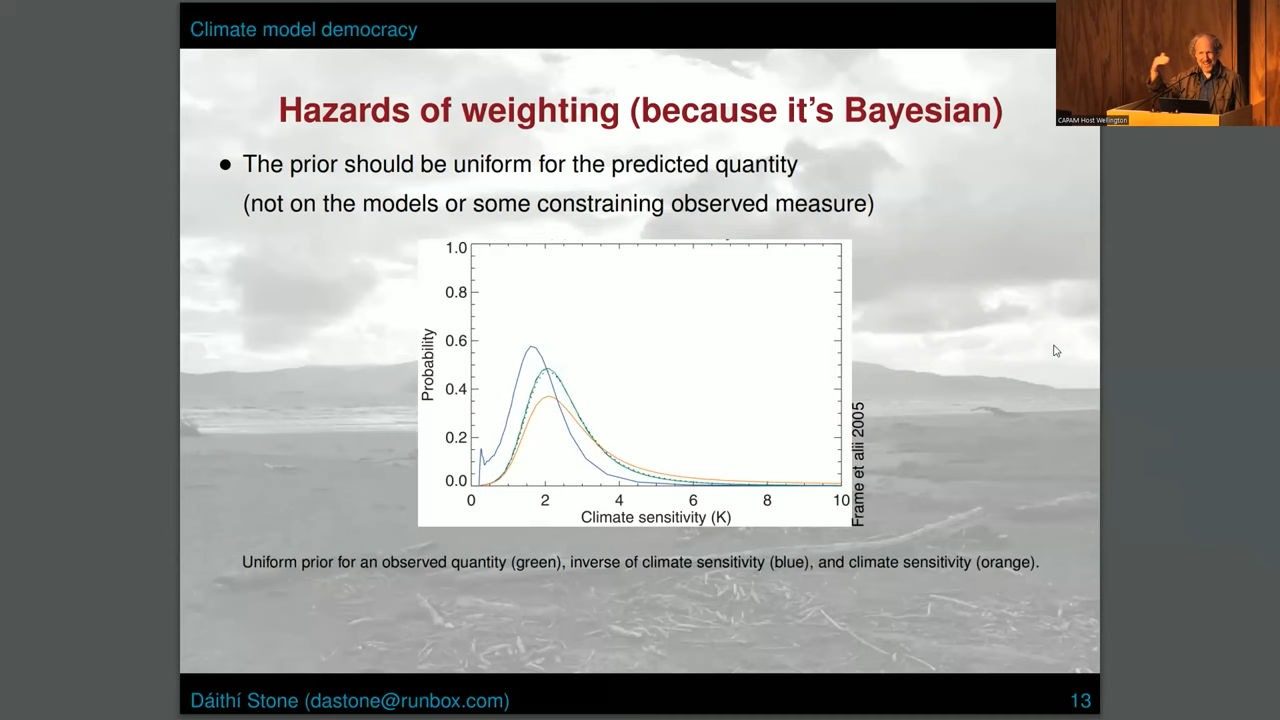 Climate model democracy
CAPAM Host Wellington
Hazards of weighting (because it's Bayesian)
● The prior should be uniform for the predicted quantity
(not on the models or some constraining observed measure)
1.0
0.8
0.6
0.4
0.2
0.0
Probability
0 2 4 6 8 10
Climate sensitivity (K)
Frame et alii 2005
Uniform prior for an observed quantity (green), inverse of climate sensitivity (blue), and climate sensitivity (orange).
Dáithí Stone (dastone@runbox.com)
13